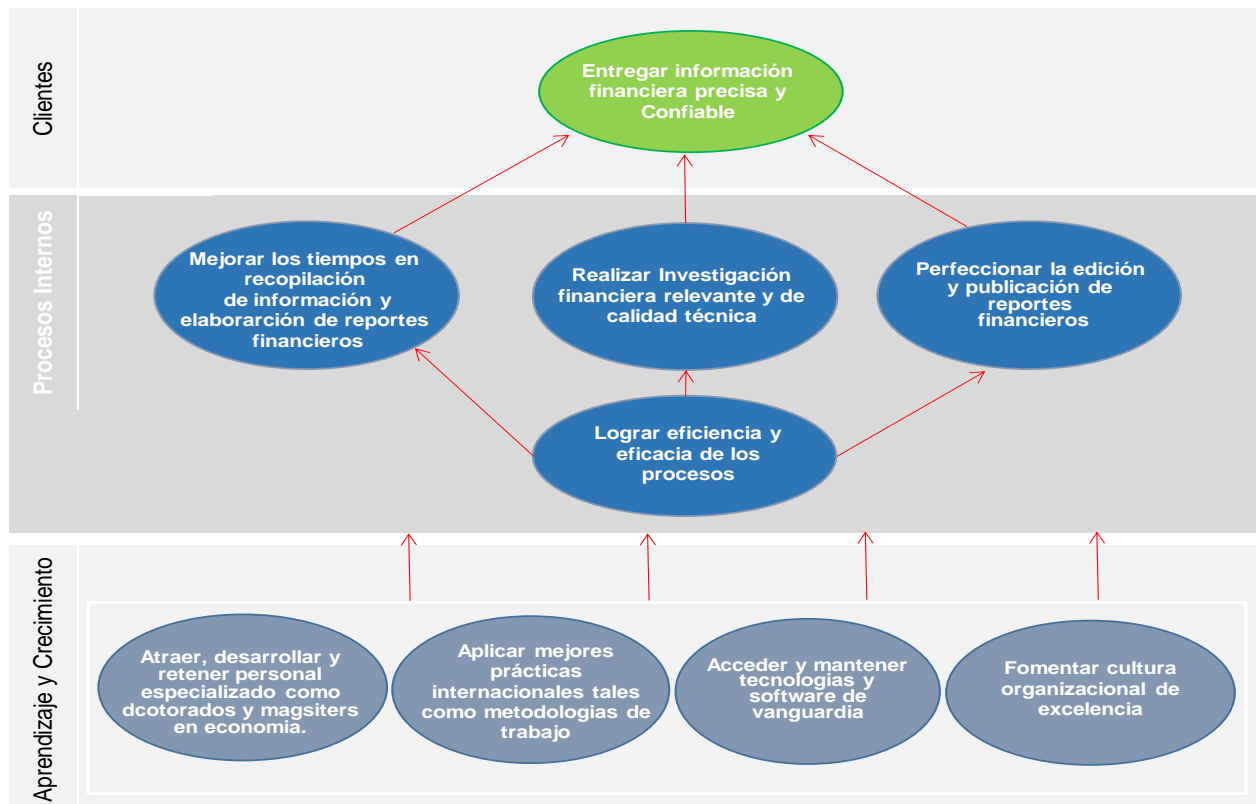 Clientes
Entregar información
financiera precisa y
Confiable
Procesos Internos
Mejorar los tiempos en
recopilación
de información y
elaborarción de reportes
financieros
Realizar Investigación
financiera relevante y de
calidad técnica
Perfeccionar la edición
y publicación de
reportes
financieros
Lograr eficiencia y
eficacia de los
procesos
Aprendizaje y Crecimiento
Atraer, desarrollar y
retener personal
especializado como
dcotorados y magsiters
en economia.
Aplicar mejores
prácticas
internacionales tales
como metodologias de
trabajo
Acceder y mantener
tecnologias y
software de
vanguardia
Fomentar cultura
organizacional de
excelencia